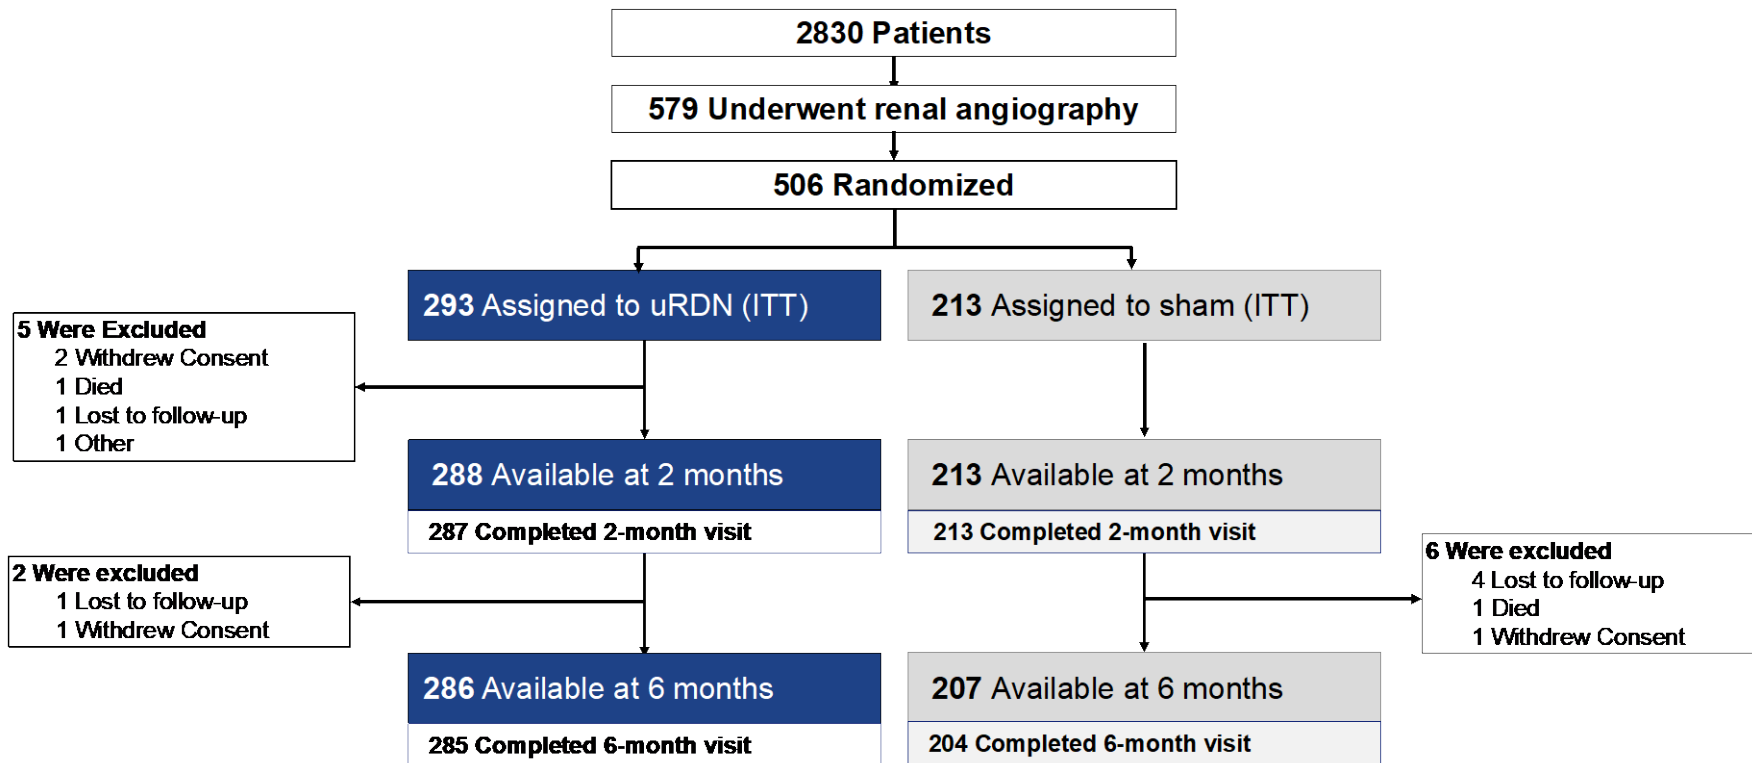 2830 Patients
579 Underwent renal angiography
506 Randomized
293 Assigned to uRDN (ITT)
213 Assigned to sham (ITT)
5 Were Excluded
2 Withdrew Consent
1 Died
1 Lost to follow-up
1 Other
288 Available at 2 months
287 Completed 2-month visit
213 Available at 2 months
213 Completed 2-month visit
2 Were excluded
1 Lost to follow-up
1 Withdrew Consent
6 Were excluded
4 Lost to follow-up
1 Died
1 Withdrew Consent
286 Available at 6 months
285 Completed 6-month visit
207 Available at 6 months
204 Completed 6-month visit